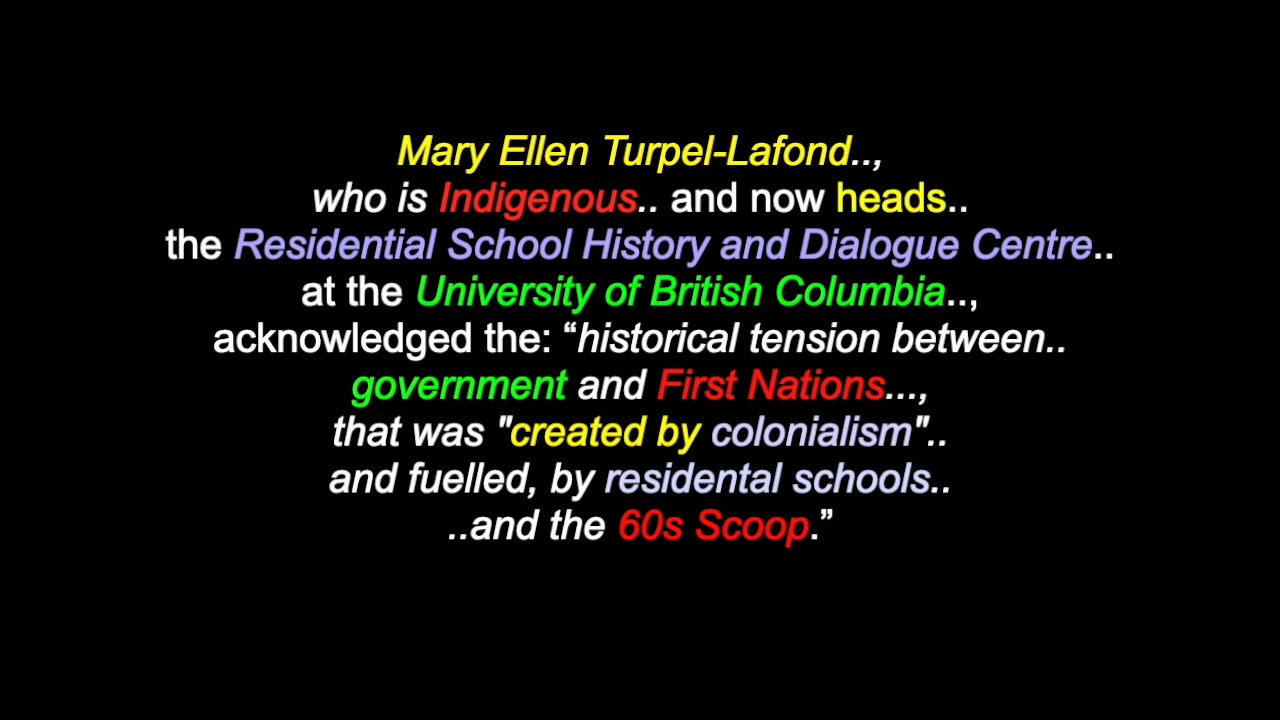 Mary Ellen Turpel-Lafond..,
who is Indigenous.. and now heads..
the Residential School History and Dialogue Centre..
at the University of British Columbia..,
acknowledged the: “historical tension between..
government and First Nations...,
that was "created by colonialism"..
and fuelled, by residental schools..
..and the 60s Scoop.”